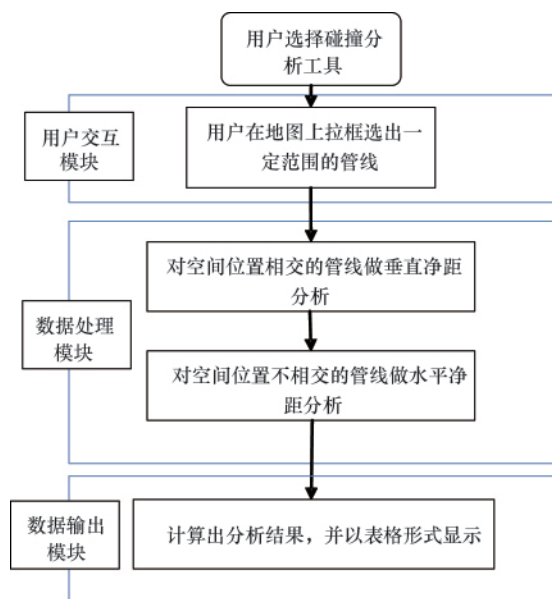 用户选择碰撞分
析工具
用户交互
模块
用户在地图上拉框选出一
定范围的管线
对空间位置相交的管线做垂直净距
分析
数据处理
模块
对空间位置不相交的管线做水平净
距分析
数据输出
模块
计算出分析结果，并以表格形式显示